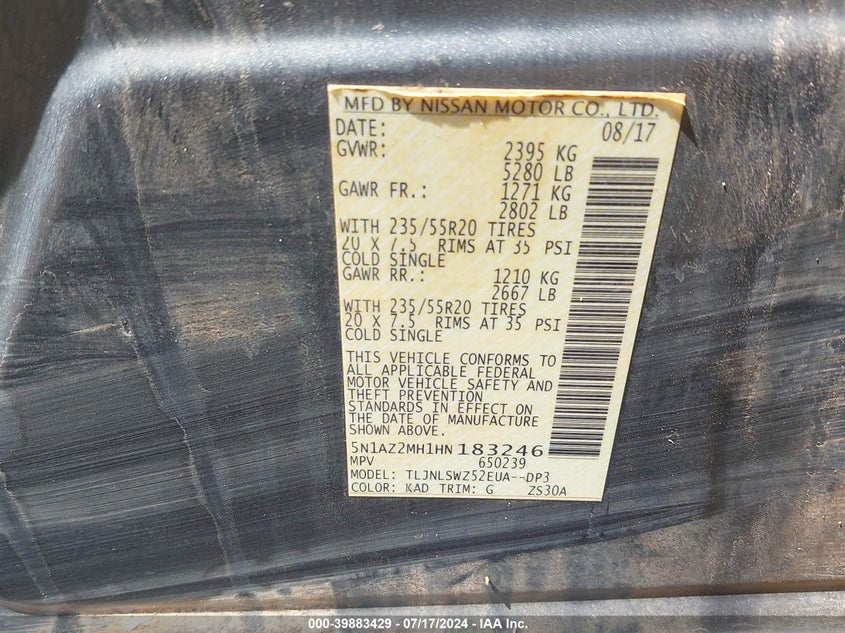 MFD BY NISSAN MOTOR CO., LTD.
DATE: 08/17
GVWR: 2395 KG
5280 LB
GAWR FR.: 1271 KG
2802 LB
WITH 235/55R20 TIRES
20 X 7.5 RIMS AT 35 PSI
COLD SINGLE
GAWR RR.: 1210 KG
2667 LB
WITH 235/55R20 TIRES
20 X 7.5 RIMS AT 35 PSI
COLD SINGLE
THIS VEHICLE CONFORMS TO
ALL APPLICABLE FEDERAL
MOTOR VEHICLE SAFETY AND
THEFT PREVENTION
STANDARDS IN EFFECT ON
THE DATE OF MANUFACTURE
SHOWN ABOVE.
5N1AZ2MH1HN183246
MPV 650239
MODEL: TLJNLSWZ52EUA--DP3
COLOR: KAD TRIM: G ZS30A
000-39883429 - 07/17/2024 - IAA Inc.